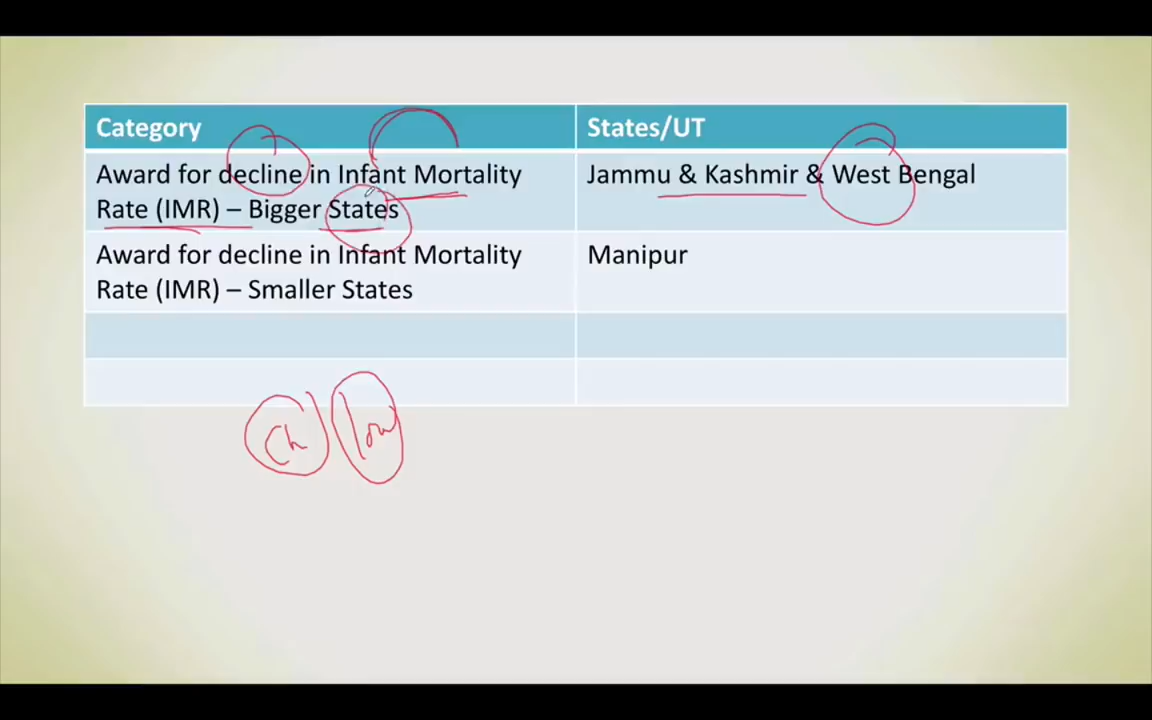 Category
States/UT
Award for decline in Infant Mortality
Rate (IMR) – Bigger States
Jammu & Kashmir & West Bengal
Award for decline in Infant Mortality
Rate (IMR) – Smaller States
Manipur